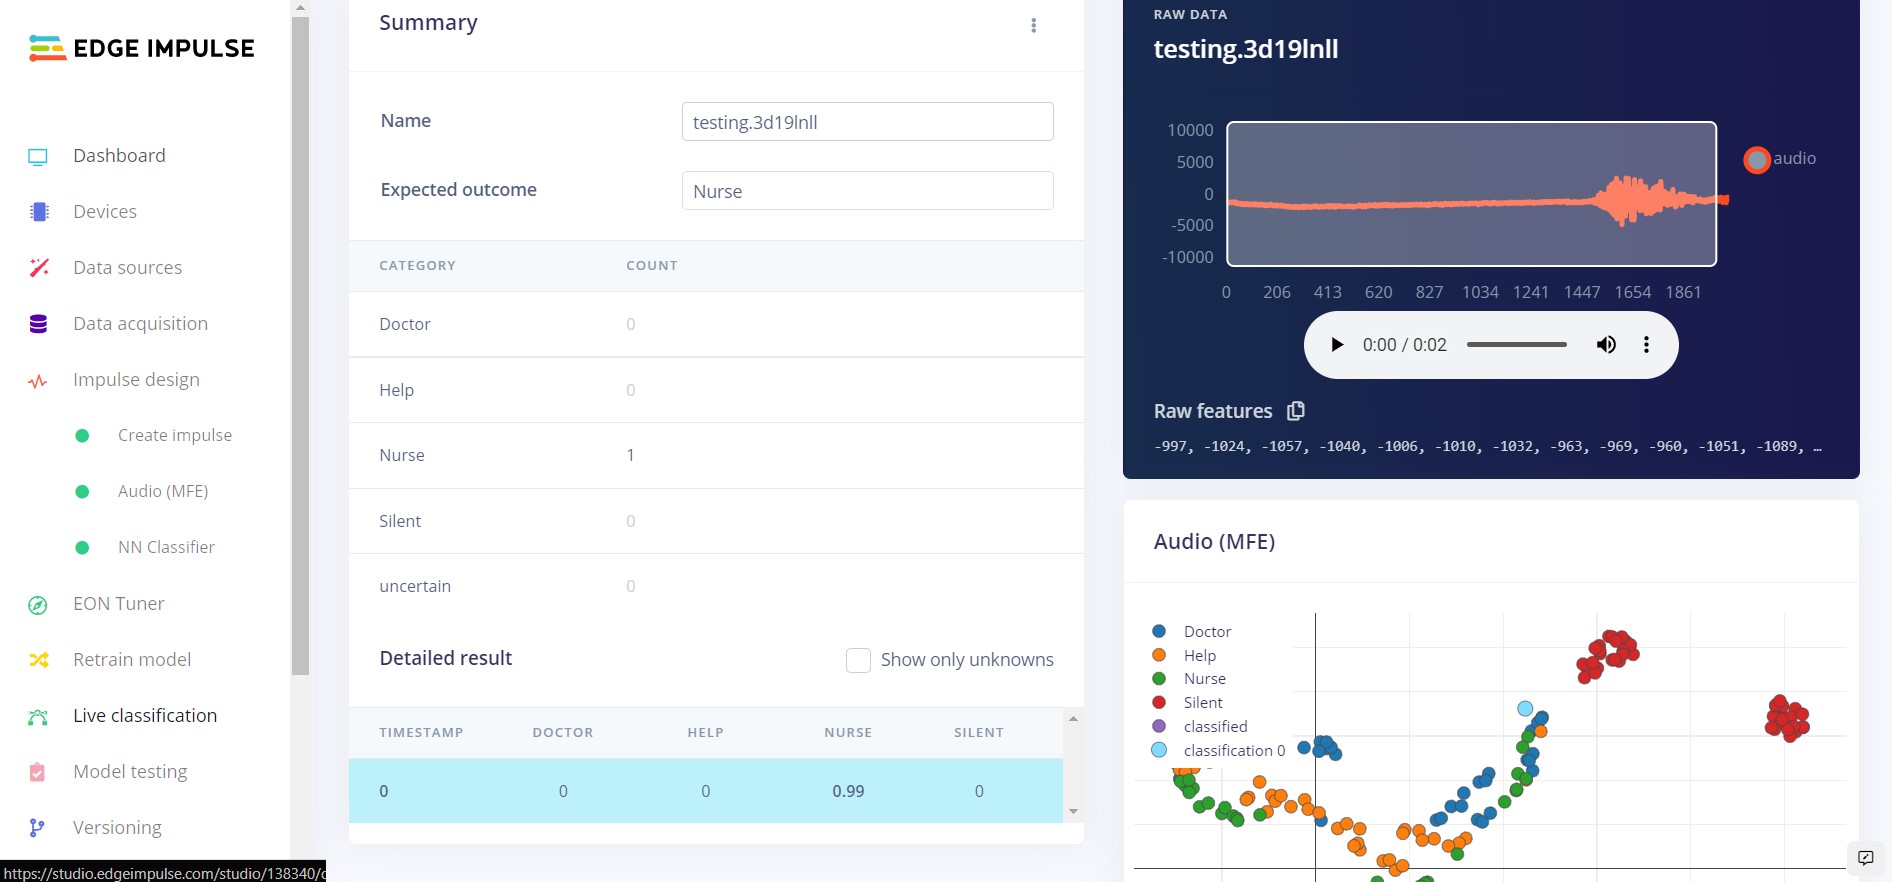 EDGE IMPULSE
Dashboard
Devices
Data sources
Data acquisition
Impulse design
Create impulse
Audio (MFE)
NN Classifier
EON Tuner
Retrain model
Live classification
Model testing
Versioning
https://studio.edgeimpulse.com/studio/138340/
Summary
Name testing.3d19lnll
Expected outcome Nurse
CATEGORY COUNT
Doctor 0
Help 0
Nurse 1
Silent 0
uncertain 0
Detailed result Show only unknowns
TIMESTAMP DOCTOR HELP NURSE SILENT
0 0 0 0.99 0
RAW DATA
testing.3d19lnll
10000
5000
0
-5000
-10000
audio
0 206 413 620 827 1034 1241 1447 1654 1861
0:00 / 0:02
Raw features
-997, -1024, -1057, -1040, -1006, -1010, -1032, -963, -969, -960, -1051, -1089, …
Audio (MFE)
Doctor
Help
Nurse
Silent
classified
classification 0